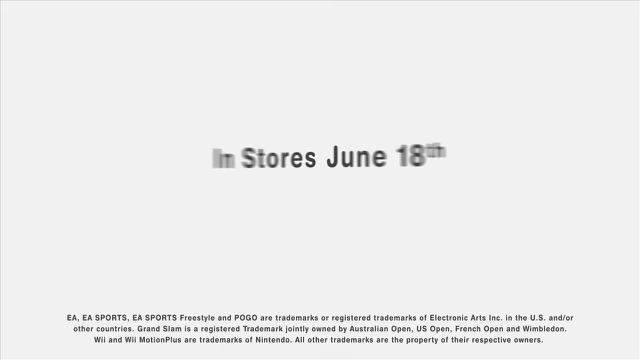 In Stores June 18th
EA, EA SPORTS, EA SPORTS Freestyle and POGO are trademarks or registered trademarks of Electronic Arts Inc. in the U.S. and/or
other countries. Grand Slam is a registered Trademark jointly owned by Australian Open, US Open, French Open and Wimbledon.
Wii and Wii MotionPlus are trademarks of Nintendo. All other trademarks are the property of their respective owners.